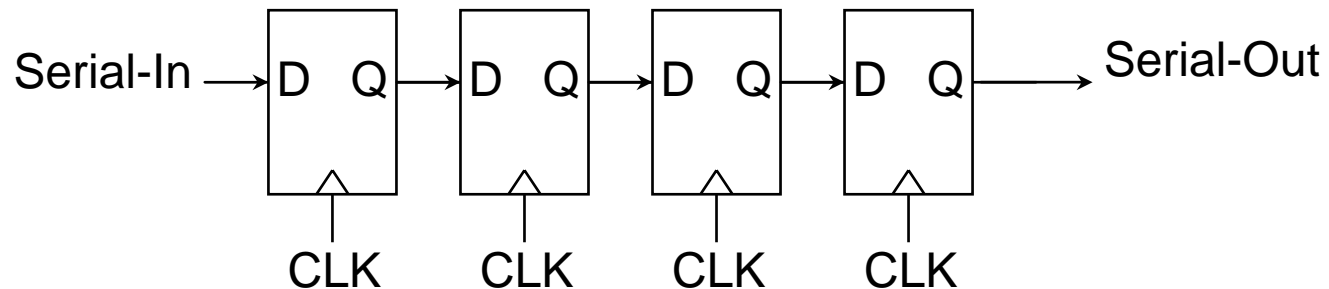 Serial-In
D Q
D Q
D Q
D Q
Serial-Out
CLK
CLK
CLK
CLK